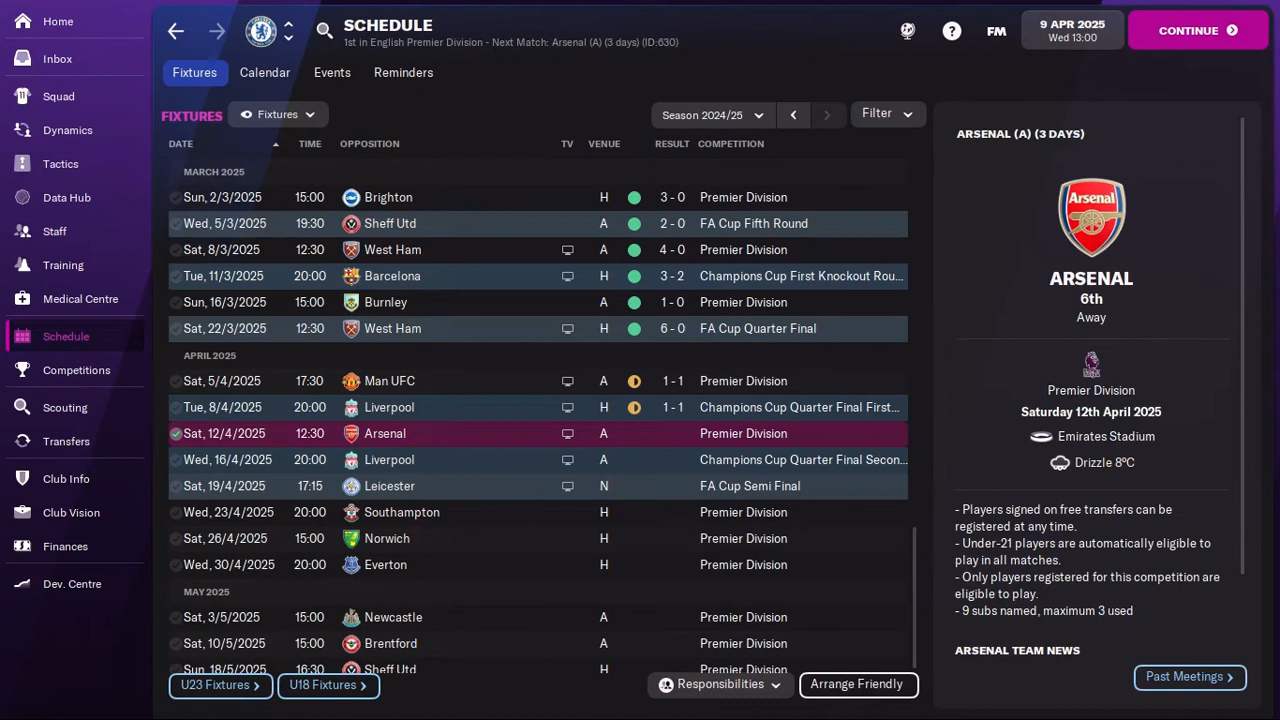 Home
Inbox
Squad
Dynamics
Tactics
Data Hub
Staff
Training
Medical Centre
Schedule
Competitions
Scouting
Transfers
Club Info
Club Vision
Finances
Dev. Centre
SCHEDULE
1st in English Premier Division - Next Match: Arsenal (A) (3 days) (ID:630)
? FM
9 APR 2025
Wed 13:00
CONTINUE
Fixtures Calendar Events Reminders
FIXTURES Fixtures Season 2024/25 Filter
DATE TIME OPPOSITION TV VENUE RESULT COMPETITION
MARCH 2025
Sun, 2/3/2025 15:00 Brighton H 3 - 0 Premier Division
Wed, 5/3/2025 19:30 Sheff Utd A 2 - 0 FA Cup Fifth Round
Sat, 8/3/2025 12:30 West Ham A 4 - 0 Premier Division
Tue, 11/3/2025 20:00 Barcelona H 3 - 2 Champions Cup First Knockout Rou...
Sun, 16/3/2025 15:00 Burnley A 1 - 0 Premier Division
Sat, 22/3/2025 12:30 West Ham H 6 - 0 FA Cup Quarter Final
APRIL 2025
Sat, 5/4/2025 17:30 Man UFC A 1 - 1 Premier Division
Tue, 8/4/2025 20:00 Liverpool H 1 - 1 Champions Cup Quarter Final First...
Sat, 12/4/2025 12:30 Arsenal A Premier Division
Wed, 16/4/2025 20:00 Liverpool A Champions Cup Quarter Final Secon...
Sat, 19/4/2025 17:15 Leicester N FA Cup Semi Final
Wed, 23/4/2025 20:00 Southampton H Premier Division
Sat, 26/4/2025 15:00 Norwich H Premier Division
Wed, 30/4/2025 20:00 Everton H Premier Division
MAY 2025
Sat, 3/5/2025 15:00 Newcastle A Premier Division
Sat, 10/5/2025 15:00 Brentford A Premier Division
Sun, 18/5/2025 16:30 Sheff Utd H Premier Division
U23 Fixtures U18 Fixtures Responsibilities Arrange Friendly
ARSENAL (A) (3 DAYS)
Arsenal
ARSENAL
6th
Away
Premier Division
Saturday 12th April 2025
Emirates Stadium
Drizzle 8ºC
- Players signed on free transfers can be
registered at any time.
- Under-21 players are automatically eligible to
play in all matches.
- Only players registered for this competition are
eligible to play.
- 9 subs named, maximum 3 used
ARSENAL TEAM NEWS
Past Meetings